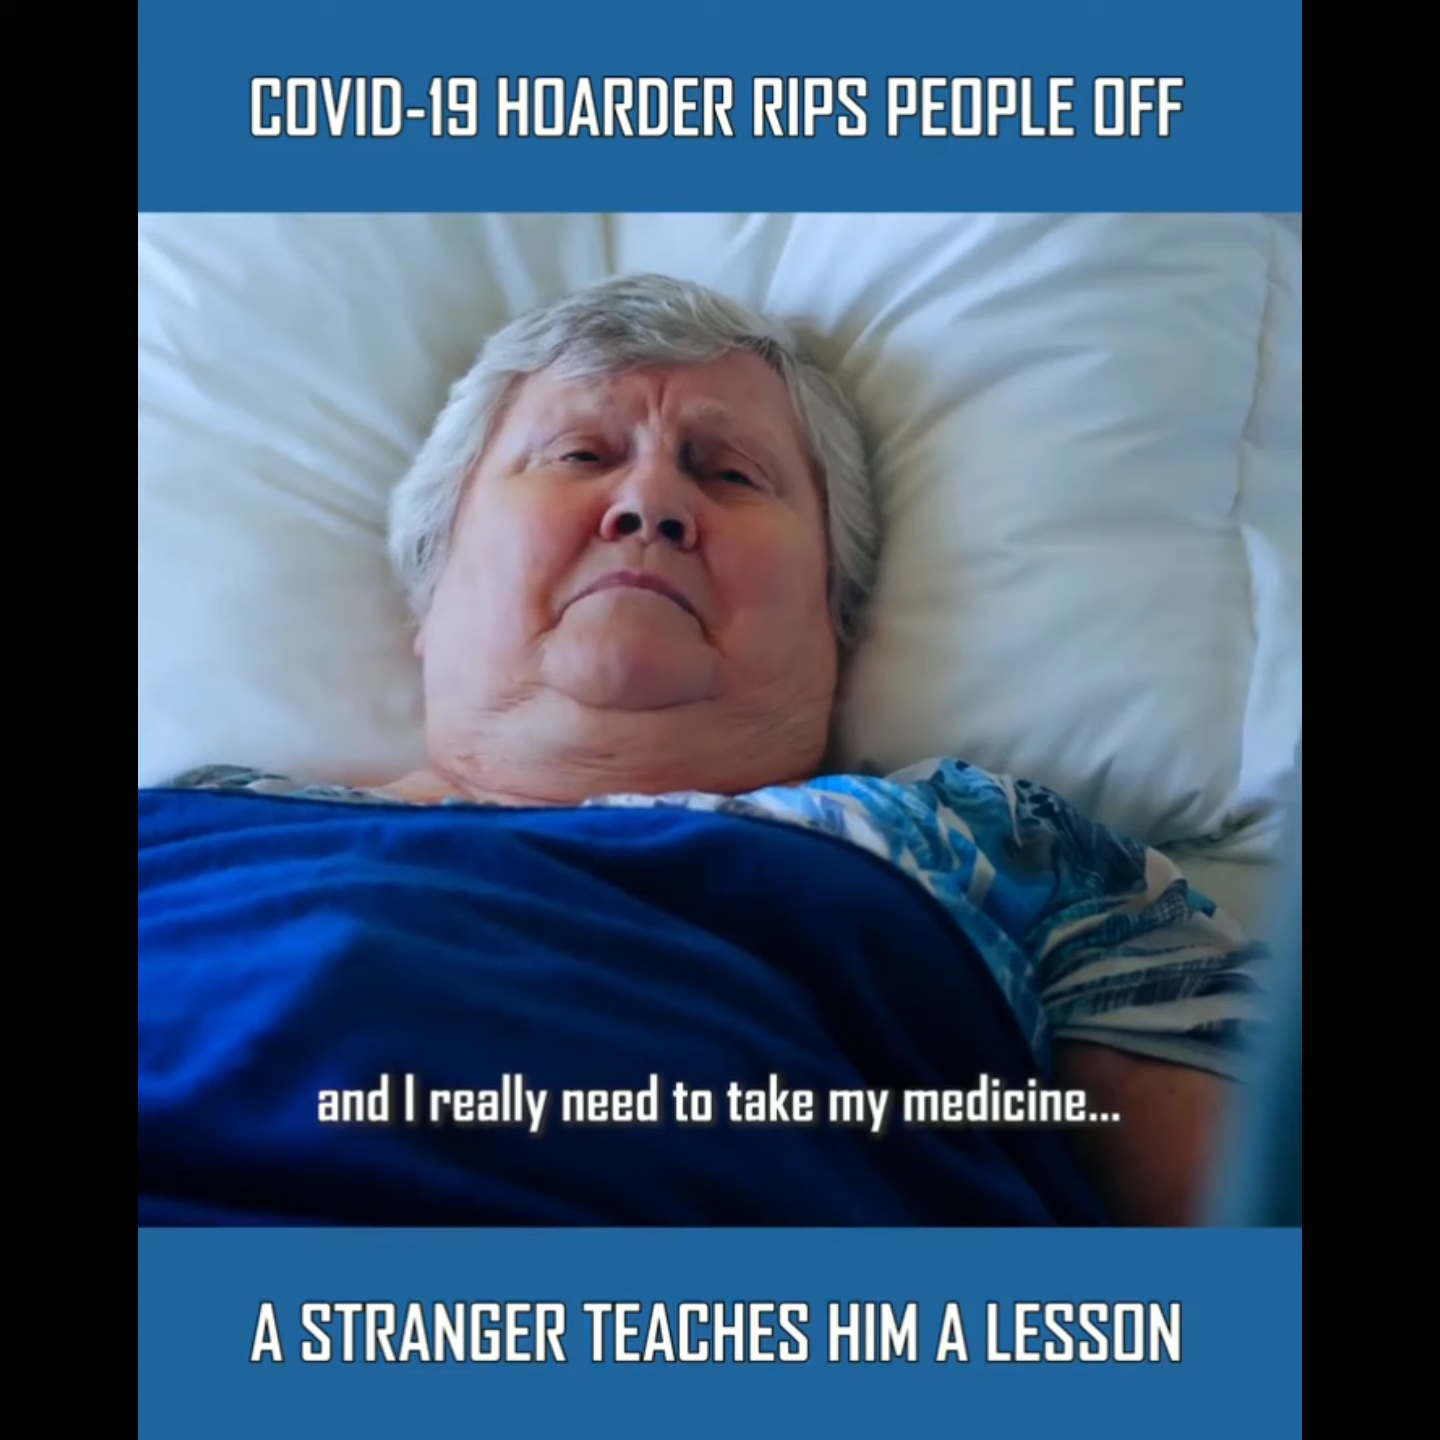 COVID-19 HOARDER RIPS PEOPLE OFF
and I really need to take my medicine...
A STRANGER TEACHES HIM A LESSON